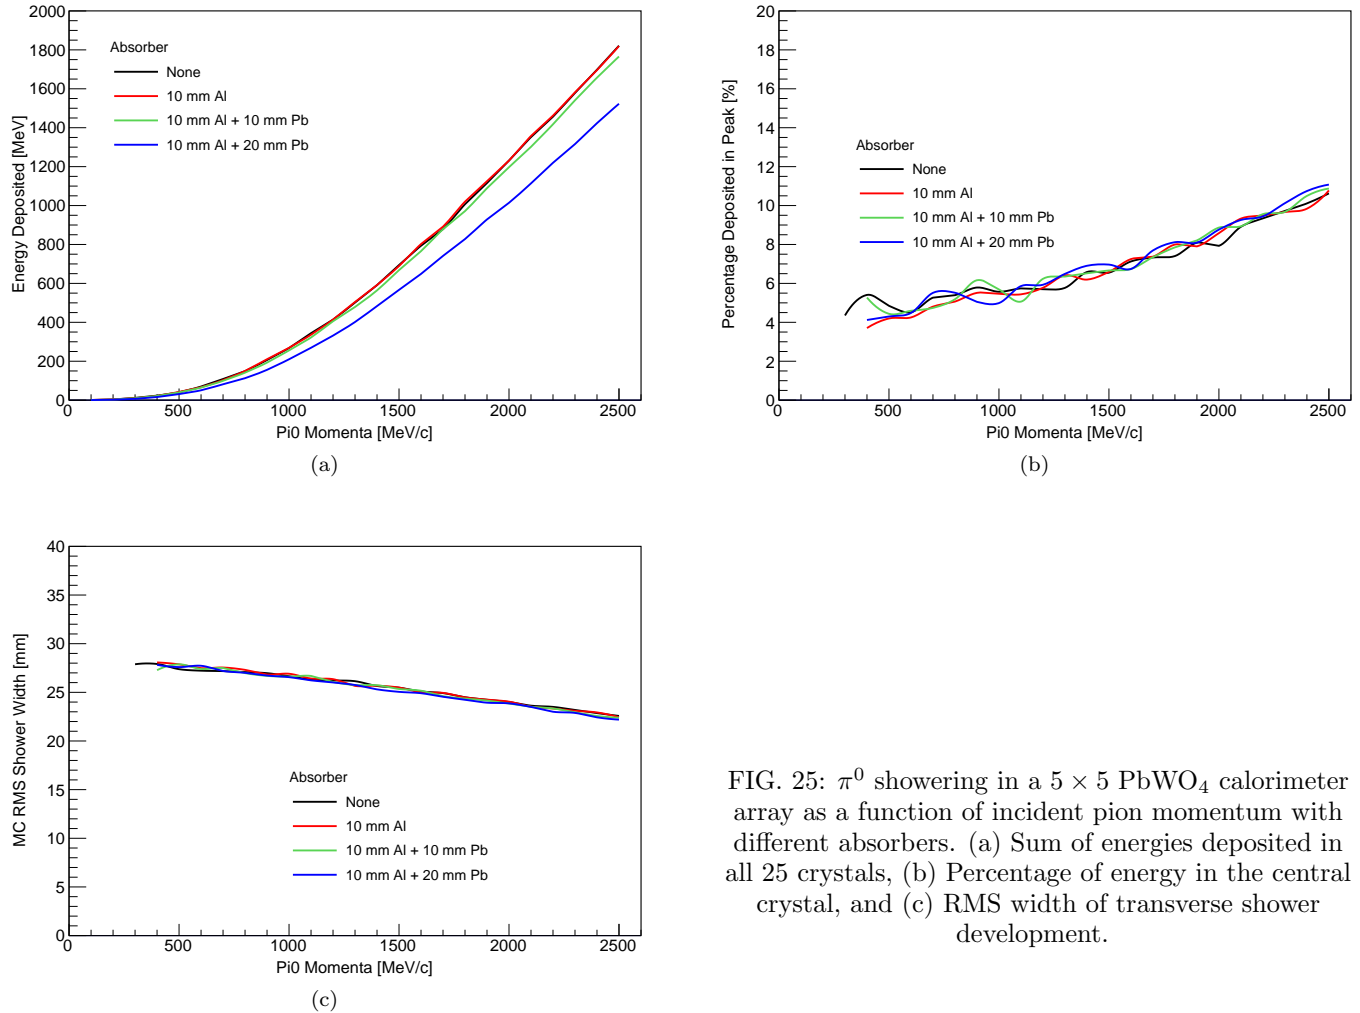 2000
1800
1600
1400
1200
1000
800
600
400
200
0
Energy Deposited [MeV]
Absorber
None
10 mm Al
10 mm Al + 10 mm Pb
10 mm Al + 20 mm Pb
0 500 1000 1500 2000 2500
Pi0 Momenta [MeV/c]
(a)
20
18
16
14
12
10
8
6
4
2
0
Percentage Deposited in Peak [%]
Absorber
None
10 mm Al
10 mm Al + 10 mm Pb
10 mm Al + 20 mm Pb
0 500 1000 1500 2000 2500
Pi0 Momenta [MeV/c]
(b)
40
35
30
25
20
15
10
5
0
MC RMS Shower Width [mm]
Absorber
None
10 mm Al
10 mm Al + 10 mm Pb
10 mm Al + 20 mm Pb
0 500 1000 1500 2000 2500
Pi0 Momenta [MeV/c]
(c)
FIG. 25: π⁰ showering in a 5 × 5 PbWO₄ calorimeter
array as a function of incident pion momentum with
different absorbers. (a) Sum of energies deposited in
all 25 crystals, (b) Percentage of energy in the central
crystal, and (c) RMS width of transverse shower
development.